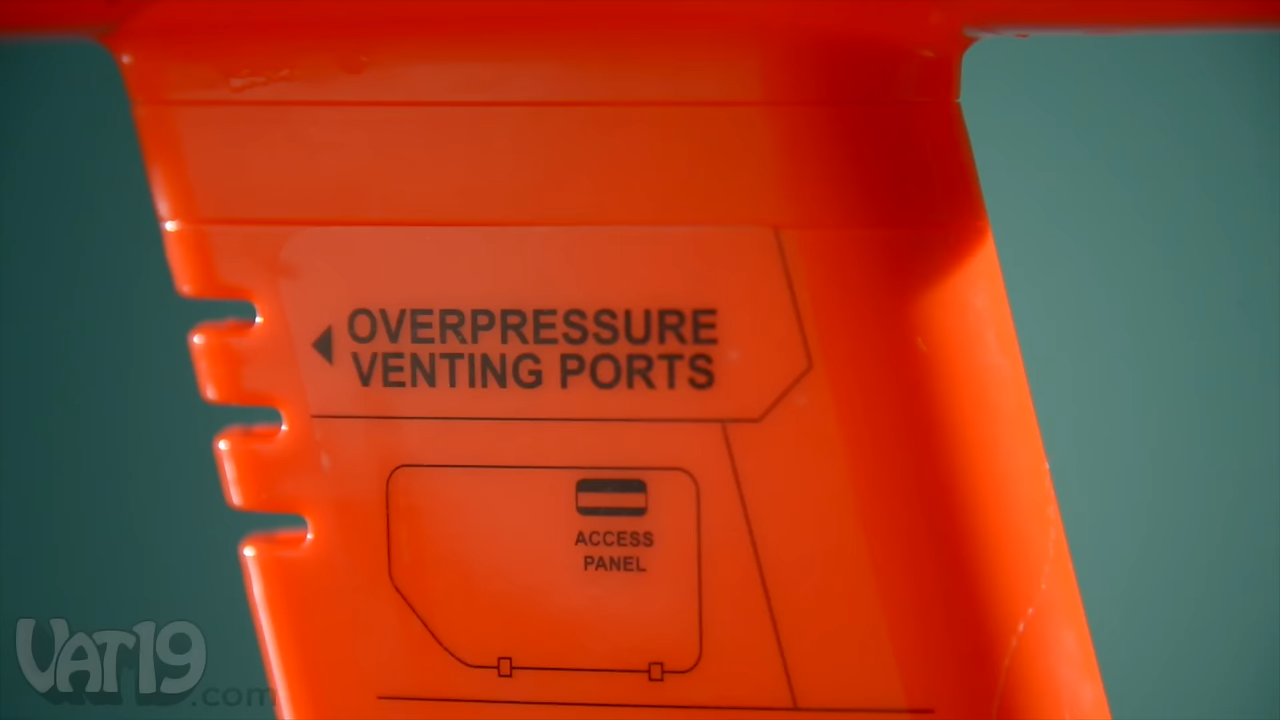 OVERPRESSURE
VENTING PORTS
ACCESS
PANEL
VAT19
.com